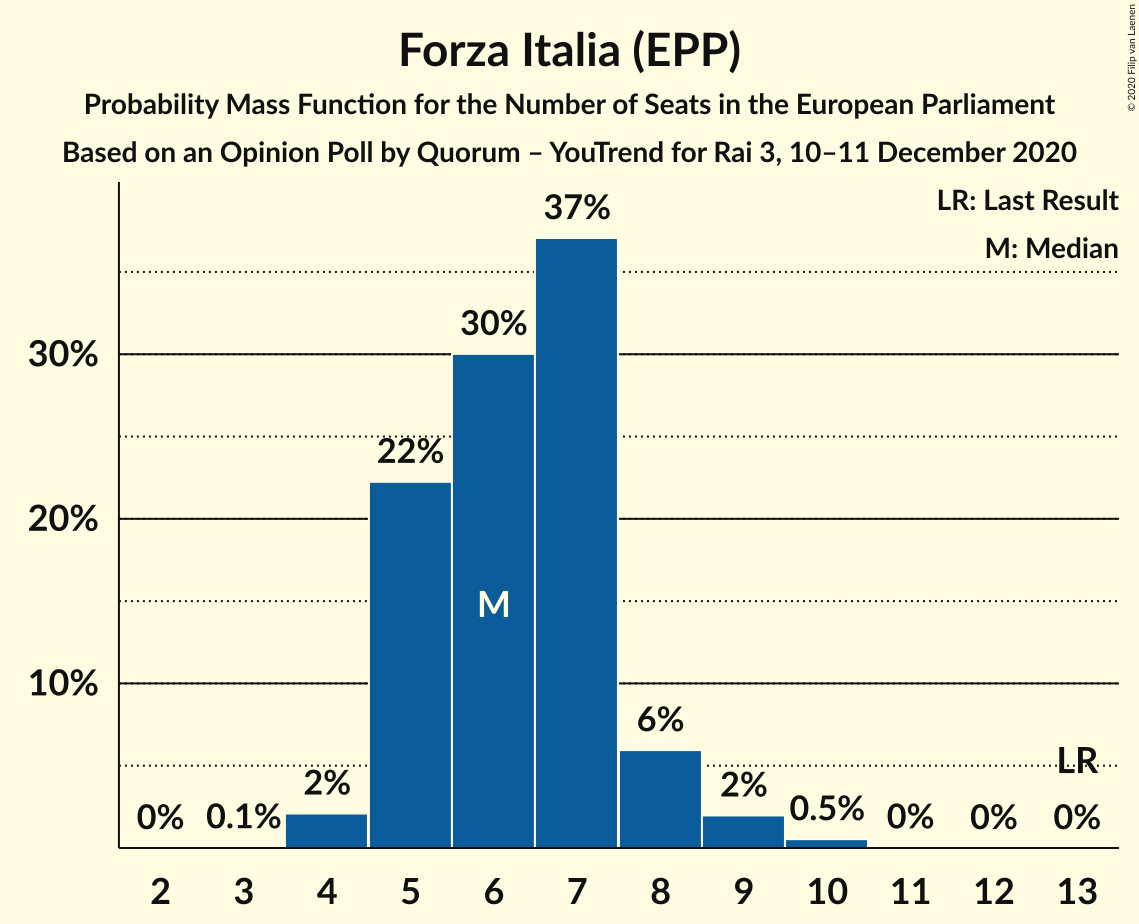 Forza Italia (EPP)
Probability Mass Function for the Number of Seats in the European Parliament
Based on an Opinion Poll by Quorum – YouTrend for Rai 3, 10–11 December 2020
© 2020 Filip van Laenen
LR: Last Result
M: Median
30%
20%
10%
0%
0.1%
2%
22%
30%
37%
6%
2%
0.5%
0%
0%
0%
M
LR
2 3 4 5 6 7 8 9 10 11 12 13